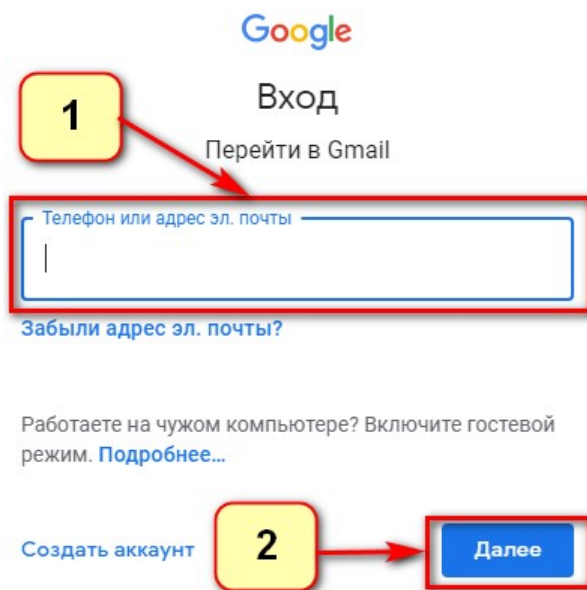 Google
Вход
1
Перейти в Gmail
Телефон или адрес эл. почты
Забыли адрес эл. почты?
Работаете на чужом компьютере? Включите гостевой
режим. Подробнее...
Создать аккаунт
2
Далее